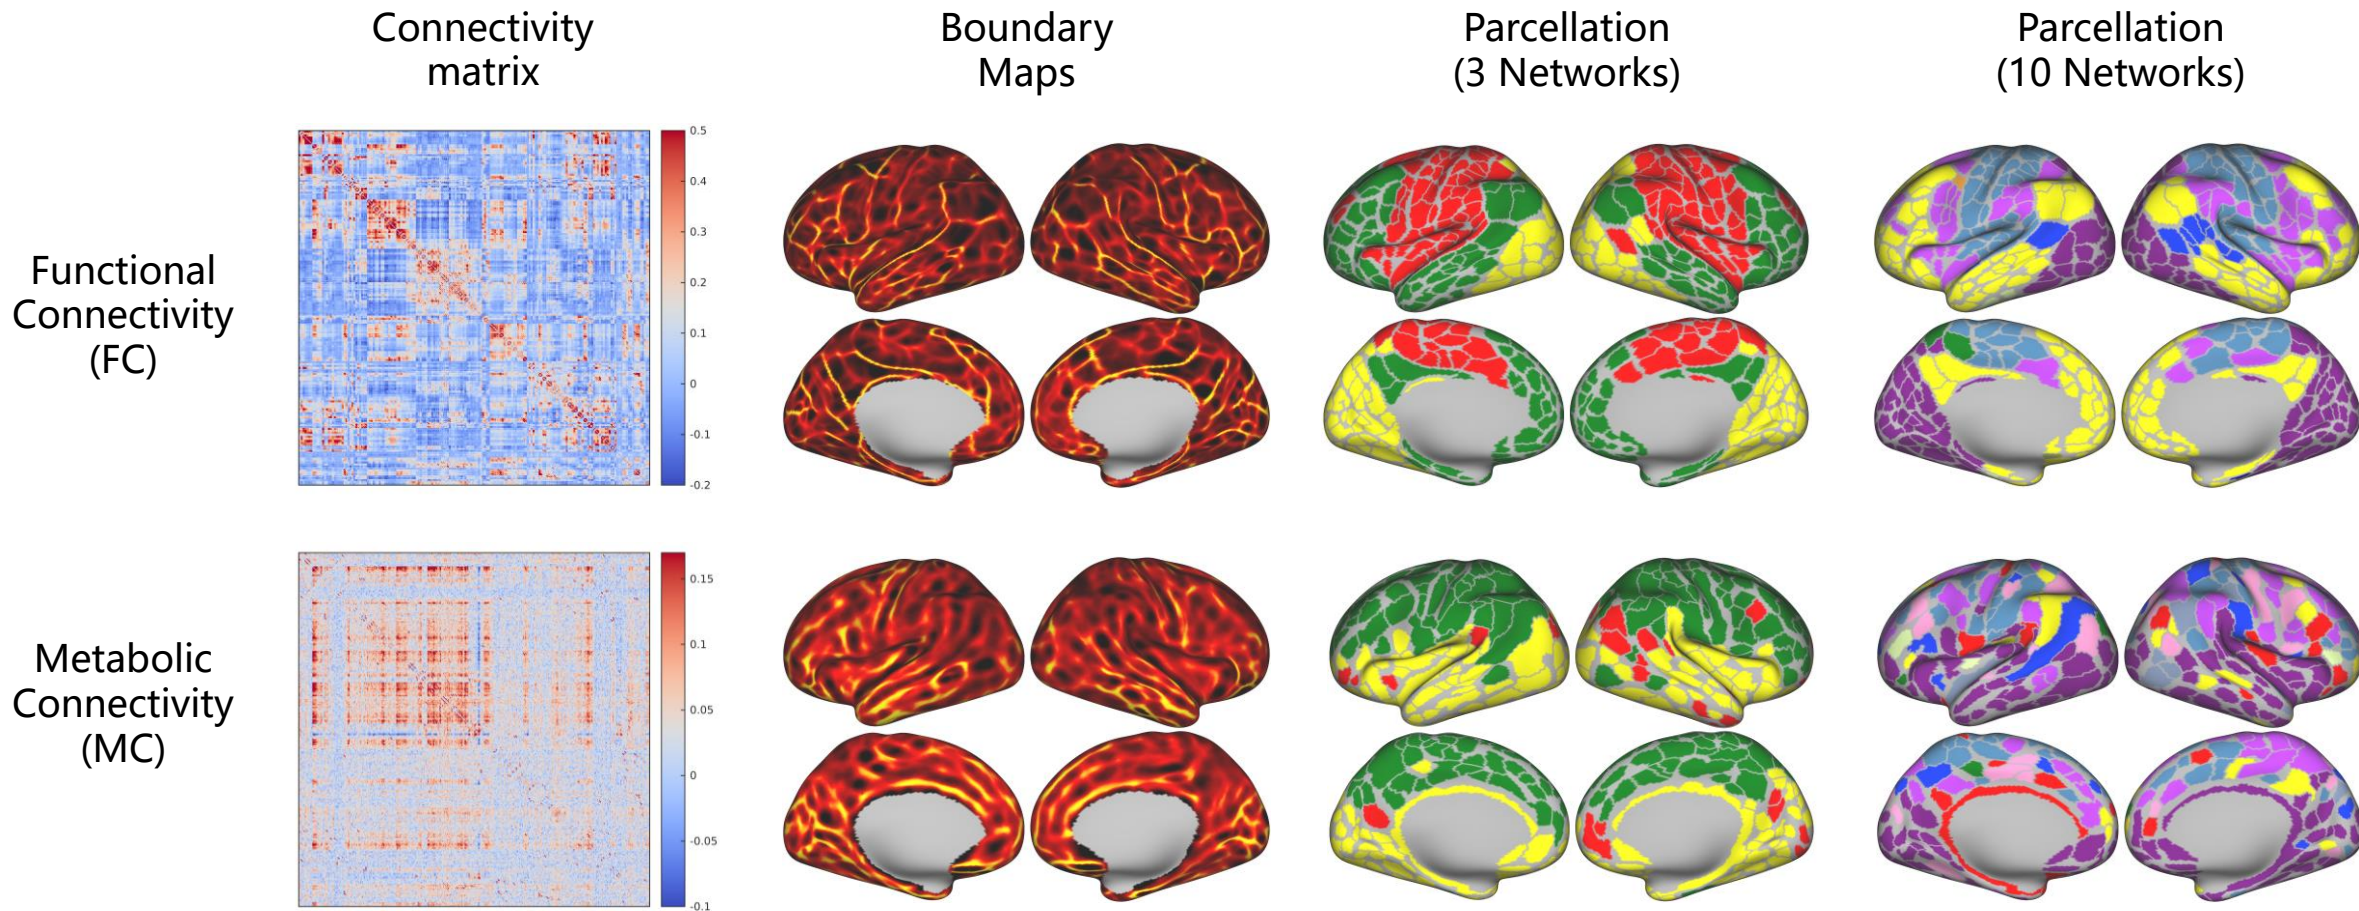 Connectivity
matrix
Boundary
Maps
Parcellation
(3 Networks)
Parcellation
(10 Networks)
Functional
Connectivity
(FC)
0.5
0.4
0.3
0.2
0.1
0
-0.1
-0.2
Metabolic
Connectivity
(MC)
0.15
0.1
0.05
0
-0.05
-0.1